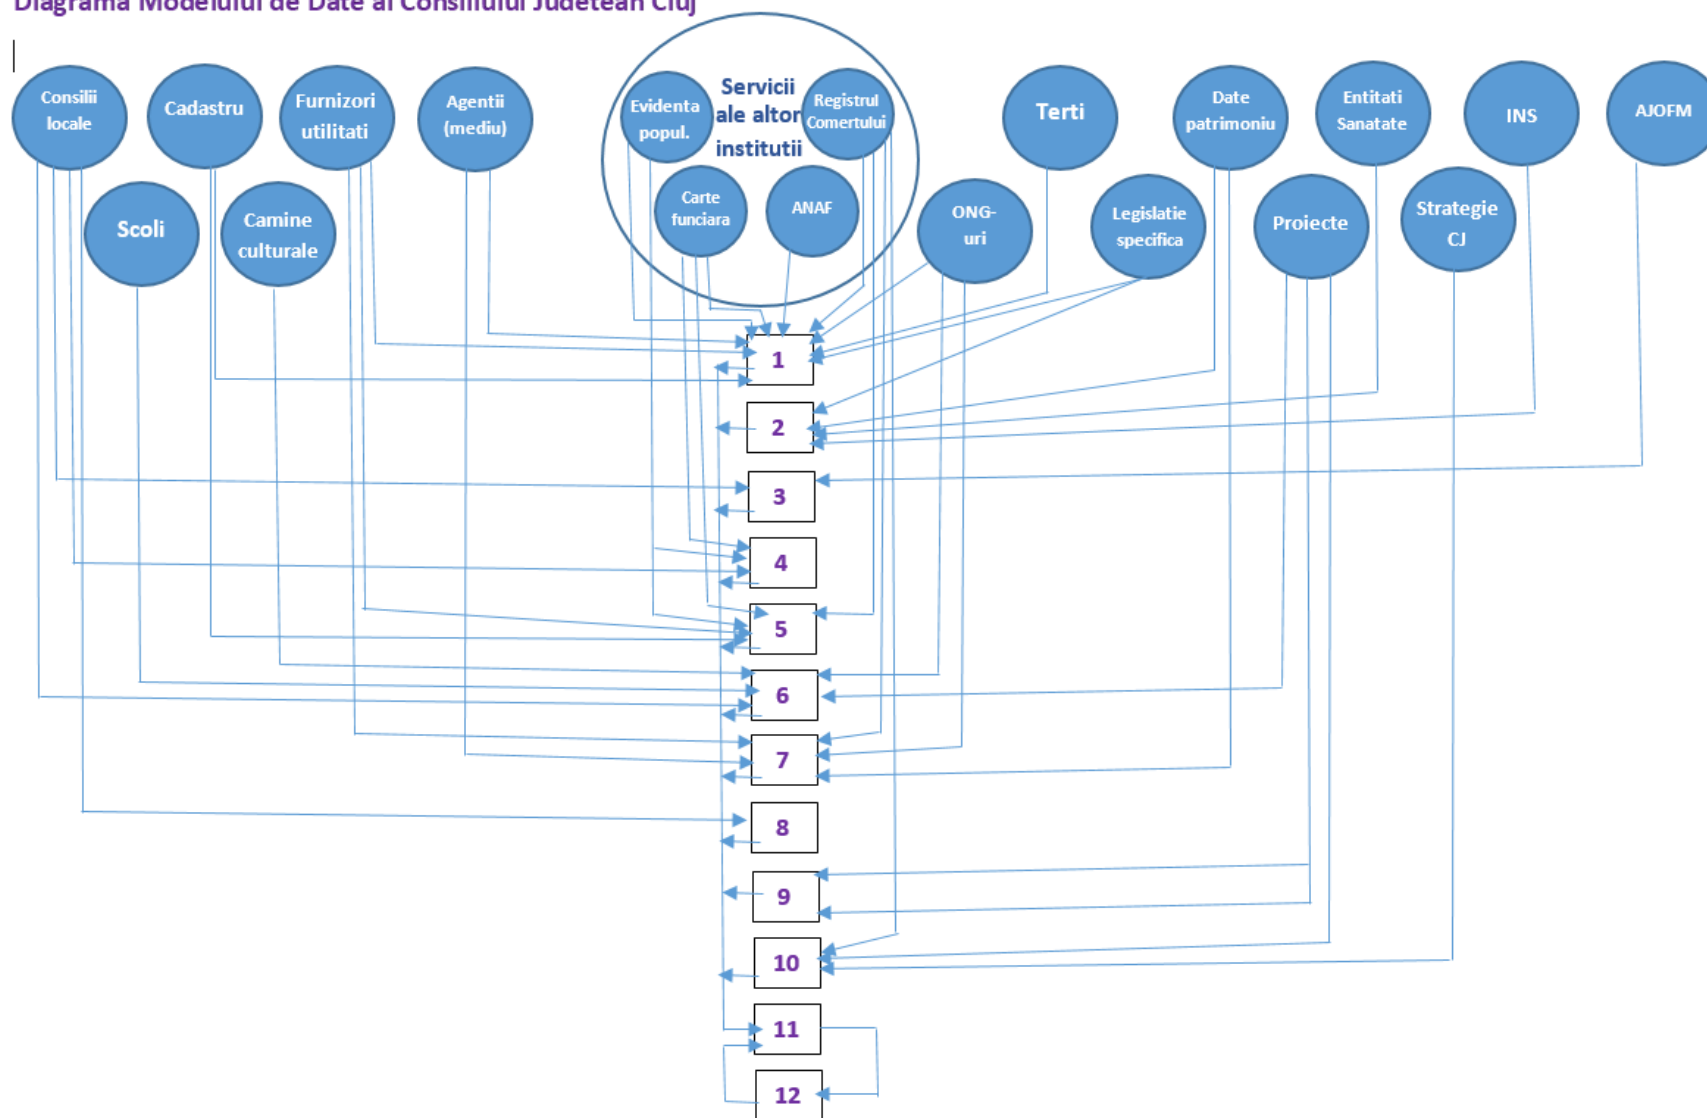 Diagrama Modelului de Date al Consiliului Judetean Cluj
Consilii
locale
Cadastru
Furnizori
utilitati
Agentii
(mediu)
Servicii
ale altor
institutii
Evidenta
popul.
Registrul
Comertului
Carte
funciara
ANAF
Terti
Date
patrimoniu
Entitati
Sanatate
INS
AJOFM
Scoli
Camine
culturale
ONG-
uri
Legislatie
specifica
Proiecte
Strategie
CJ
1
2
3
4
5
6
7
8
9
10
11
12